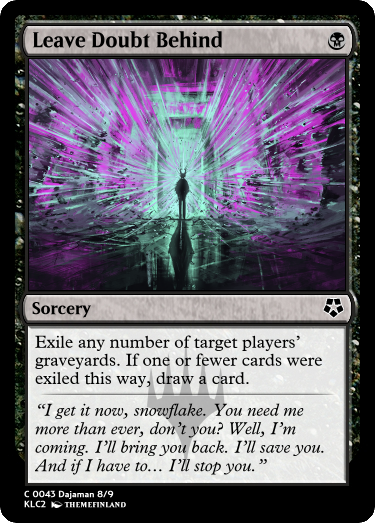 Leave Doubt Behind
Sorcery
Exile any number of target players'
graveyards. If one or fewer cards were
exiled this way, draw a card.
“I get it now, snowflake. You need me
more than ever, don't you? Well, I'm
coming. I'll bring you back. I'll save you.
And if I have to… I'll stop you.”
C 0043 Dajaman 8/9
KLC2 THEMEFINLAND